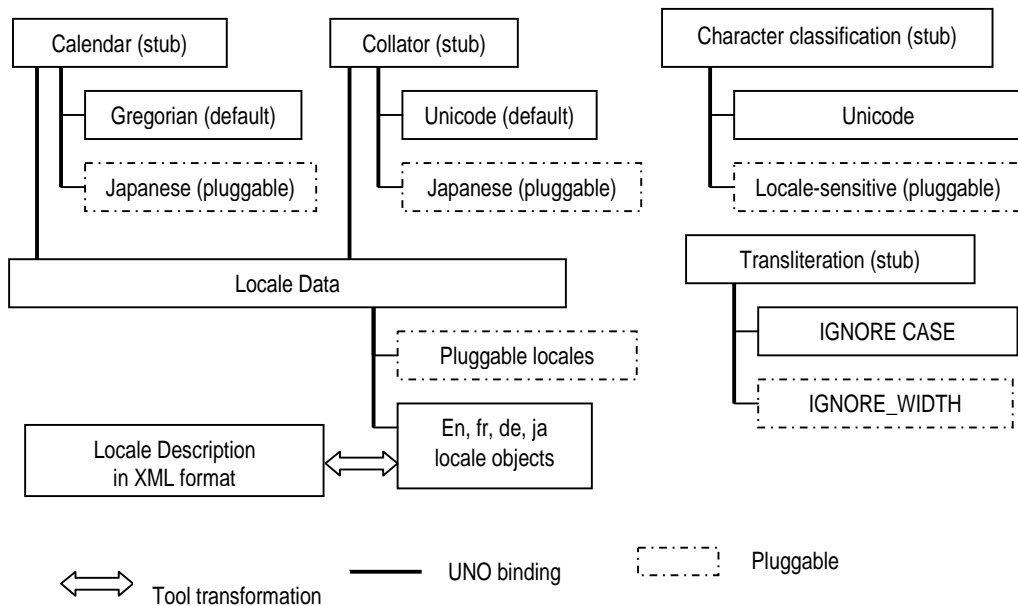 Calendar (stub)
Gregorian (default)
Japanese (pluggable)
Collator (stub)
Unicode (default)
Japanese (pluggable)
Character classification (stub)
Unicode
Locale-sensitive (pluggable)
Locale Data
Pluggable locales
En, fr, de, ja
locale objects
Locale Description
in XML format
Transliteration (stub)
IGNORE CASE
IGNORE_WIDTH
Tool transformation
UNO binding
Pluggable